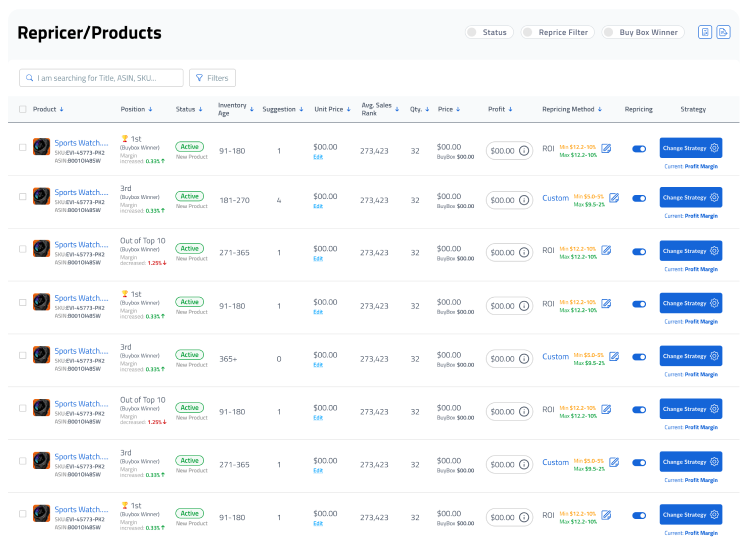 Repricer/Products
Status Reprice Filter Buy Box Winner
I am searching for Title, ASIN, SKU... Filters
Product Position Status Inventory Age Suggestion Unit Price Avg. Sales Rank Qty. Price Profit Repricing Method Repricing Strategy
Sports Watch.... 🏆 1st Active 91-180 1 $00.00 273,423 32 $00.00 $00.00 ROI Min $12.2-10% Change Strategy
SKU:EVI-45773-PK2 (Buybox Winner) New Product Edit BuyBox $00.00 Max $12.2-10% Current: Profit Margin
ASIN:B001OI48SW Margin increased: 0.33%
Sports Watch.... 3rd Active 181-270 4 $00.00 273,423 32 $00.00 $00.00 Custom Min $5.0-5% Change Strategy
SKU:EVI-45773-PK2 (Buybox Winner) New Product Edit BuyBox $00.00 Max $9.5-2% Current: Profit Margin
ASIN:B001OI48SW Margin increased: 0.33%
Sports Watch.... Out of Top 10 Active 271-365 1 $00.00 273,423 32 $00.00 $00.00 ROI Min $12.2-10% Change Strategy
SKU:EVI-45773-PK2 (Buybox Winner) New Product Edit BuyBox $00.00 Max $12.2-10% Current: Profit Margin
ASIN:B001OI48SW Margin decreased: 1.25%
Sports Watch.... 🏆 1st Active 91-180 1 $00.00 273,423 32 $00.00 $00.00 ROI Min $12.2-10% Change Strategy
SKU:EVI-45773-PK2 (Buybox Winner) New Product Edit BuyBox $00.00 Max $12.2-10% Current: Profit Margin
ASIN:B001OI48SW Margin increased: 0.33%
Sports Watch.... 3rd Active 365+ 0 $00.00 273,423 32 $00.00 $00.00 Custom Min $5.0-5% Change Strategy
SKU:EVI-45773-PK2 (Buybox Winner) New Product Edit BuyBox $00.00 Max $9.5-2% Current: Profit Margin
ASIN:B001OI48SW Margin increased: 0.33%
Sports Watch.... Out of Top 10 Active 91-180 1 $00.00 273,423 32 $00.00 $00.00 ROI Min $12.2-10% Change Strategy
SKU:EVI-45773-PK2 (Buybox Winner) New Product Edit BuyBox $00.00 Max $12.2-10% Current: Profit Margin
ASIN:B001OI48SW Margin decreased: 1.25%
Sports Watch.... 3rd Active 271-365 1 $00.00 273,423 32 $00.00 $00.00 Custom Min $5.0-5% Change Strategy
SKU:EVI-45773-PK2 (Buybox Winner) New Product Edit BuyBox $00.00 Max $9.5-2% Current: Profit Margin
ASIN:B001OI48SW Margin increased: 0.33%
Sports Watch.... 🏆 1st Active 91-180 1 $00.00 273,423 32 $00.00 $00.00 ROI Min $12.2-10% Change Strategy
SKU:EVI-45773-PK2 (Buybox Winner) New Product Edit BuyBox $00.00 Max $12.2-10% Current: Profit Margin
ASIN:B001OI48SW Margin increased: 0.33%